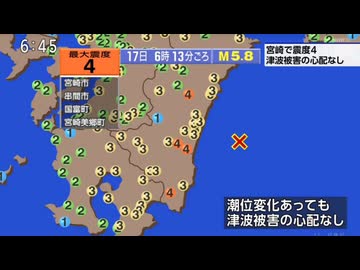 6:45
最大震度
4
17日 6時13分ごろ M5.8
宮崎市
串間市
国富町
宮崎美郷町
宮崎で震度4
津波被害の心配なし
潮位変化あっても
津波被害の心配なし